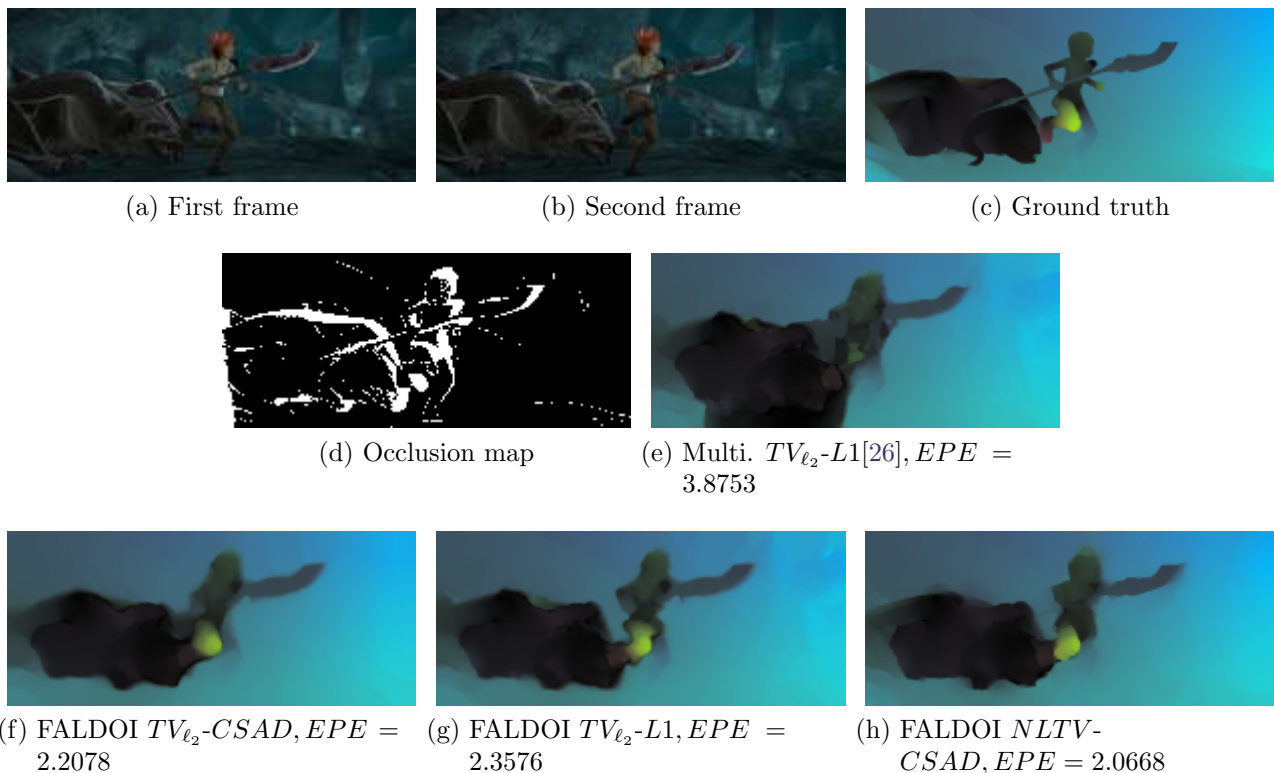 (a) First frame
(b) Second frame
(c) Ground truth
(d) Occlusion map
(e) Multi. TVℓ2-L1[26], EPE =
3.8753
(f) FALDOI TVℓ2-CSAD, EPE =
2.2078
(g) FALDOI TVℓ2-L1, EPE =
2.3576
(h) FALDOI NLTV-
CSAD, EPE = 2.0668